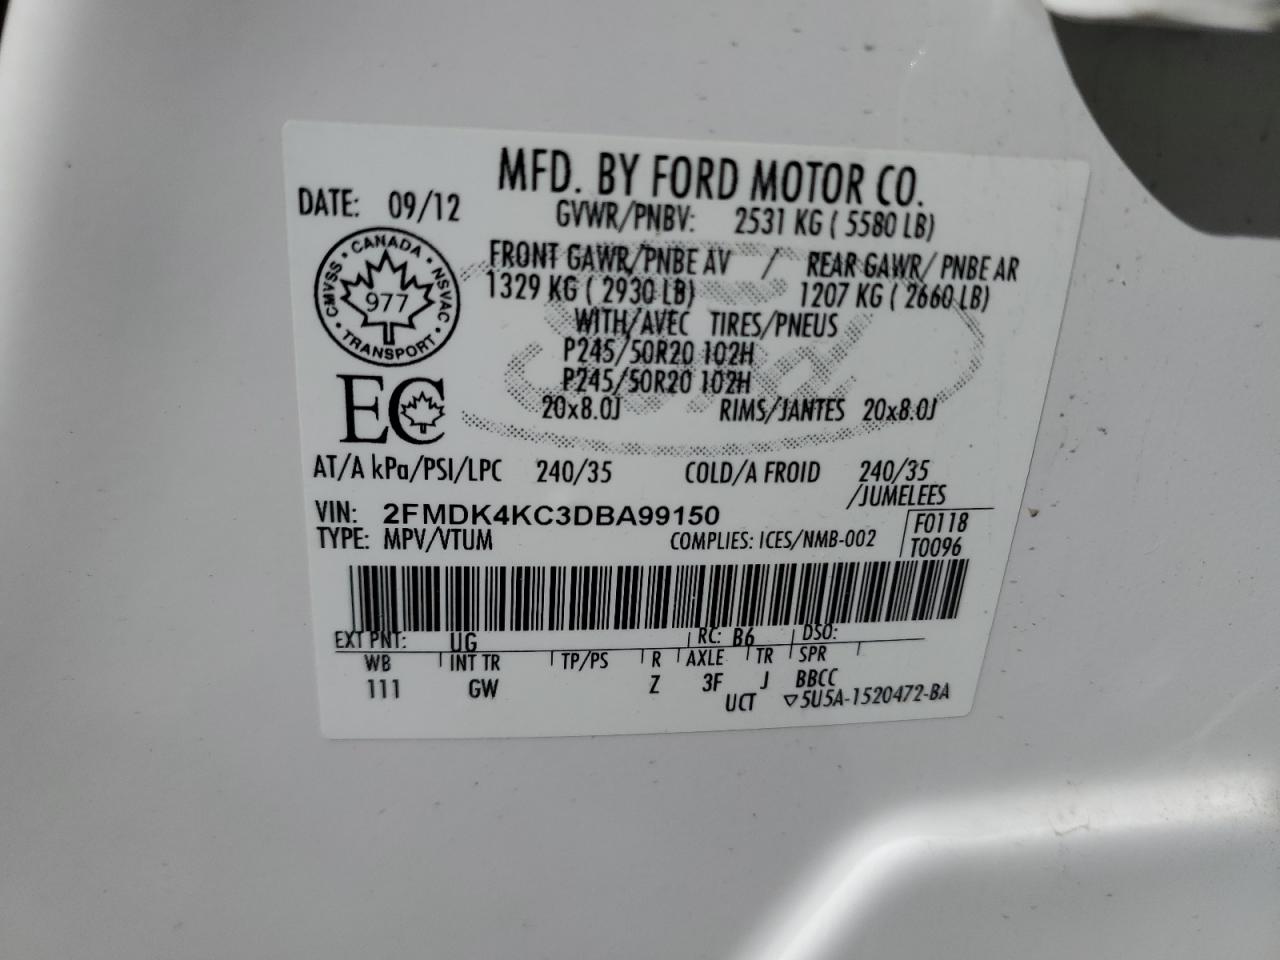 MFD. BY FORD MOTOR CO.
DATE: 09/12 GVWR/PNBV: 2531 KG ( 5580 LB)
FRONT GAWR/PNBE AV / REAR GAWR/ PNBE AR
1329 KG ( 2930 LB) 1207 KG ( 2660 LB)
WITH/AVEC TIRES/PNEUS
P245/50R20 102H
P245/50R20 102H
20x8.0J RIMS/JANTES 20x8.0J
CANADA · NSVAC · TRANSPORT · CMVSS ·
977
EC
AT/A kPa/PSI/LPC 240/35 COLD/A FROID 240/35
/JUMELEES
VIN: 2FMDK4KC3DBA99150 F0118
TYPE: MPV/VTUM COMPLIES: ICES/NMB-002 T0096
EXT PNT: UG RC: B6 DSO:
WB INT TR TP/PS R AXLE TR SPR
111 GW Z 3F J BBCC
UCT ▽5U5A-1520472-BA